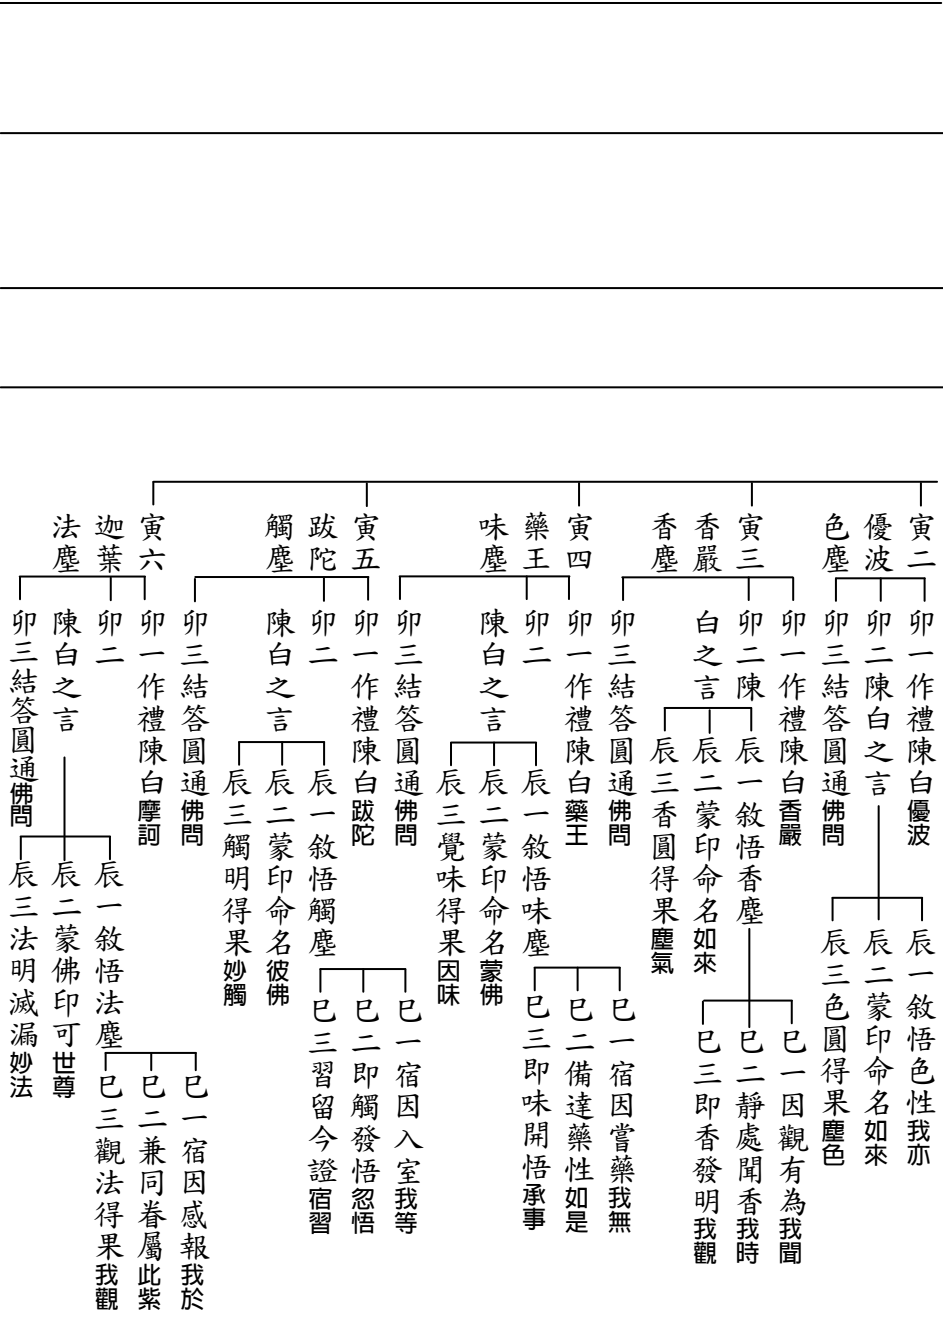 寅二
優波
色塵
卯一作禮陳白優波
卯二陳白之言
辰一敘悟色性我亦
辰二蒙印命名如來
辰三色圓得果塵色
卯三結答圓通佛問
寅三
香嚴
香塵
卯一作禮陳白香嚴
卯二陳
白之言
辰一敘悟香塵
巳一因觀有為我聞
巳二靜處聞香我時
巳三即香發明我觀
辰二蒙印命名如來
辰三香圓得果塵氣
卯三結答圓通佛問
寅四
藥王
味塵
卯一作禮陳白藥王
卯二
陳白之言
辰一敘悟味塵
巳一宿因嘗藥我無
巳二備達藥性如是
巳三即味開悟承事
辰二蒙印命名蒙佛
辰三覺味得果因味
卯三結答圓通佛問
寅五
跋陀
觸塵
卯一作禮陳白跋陀
卯二
陳白之言
辰一敘悟觸塵
巳一宿因入室我等
巳二即觸發悟忽悟
巳三習留今證宿習
辰二蒙印命名彼佛
辰三觸明得果妙觸
卯三結答圓通佛問
寅六
迦葉
法塵
卯一作禮陳白摩訶
卯二
陳白之言
辰一敘悟法塵
巳一宿因感報我於
巳二兼同眷屬此紫
巳三觀法得果我觀
辰二蒙佛印可世尊
辰三法明滅漏妙法
卯三結答圓通佛問